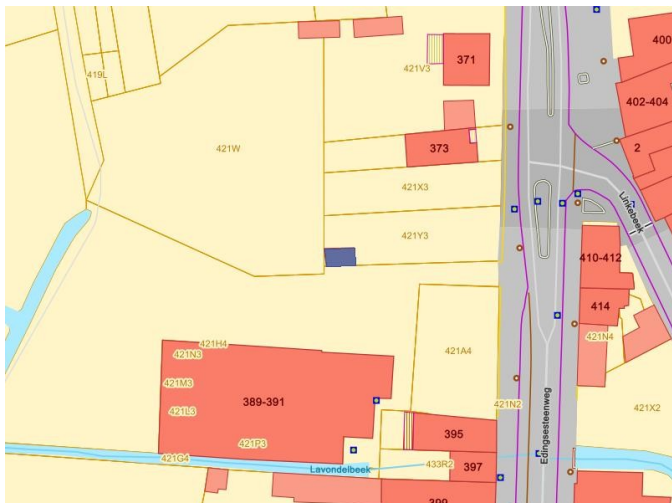 400
371
421V3
419L
402-404
421W
373
2
421X3
Linkebeek
421Y3
410-412
414
421N4
421H4
421N3
421A4
421M3
389-391
421N2
421X2
421L3
Edingsesteenweg
395
421P3
421G4
433R2
Lavondelbeek
397
399